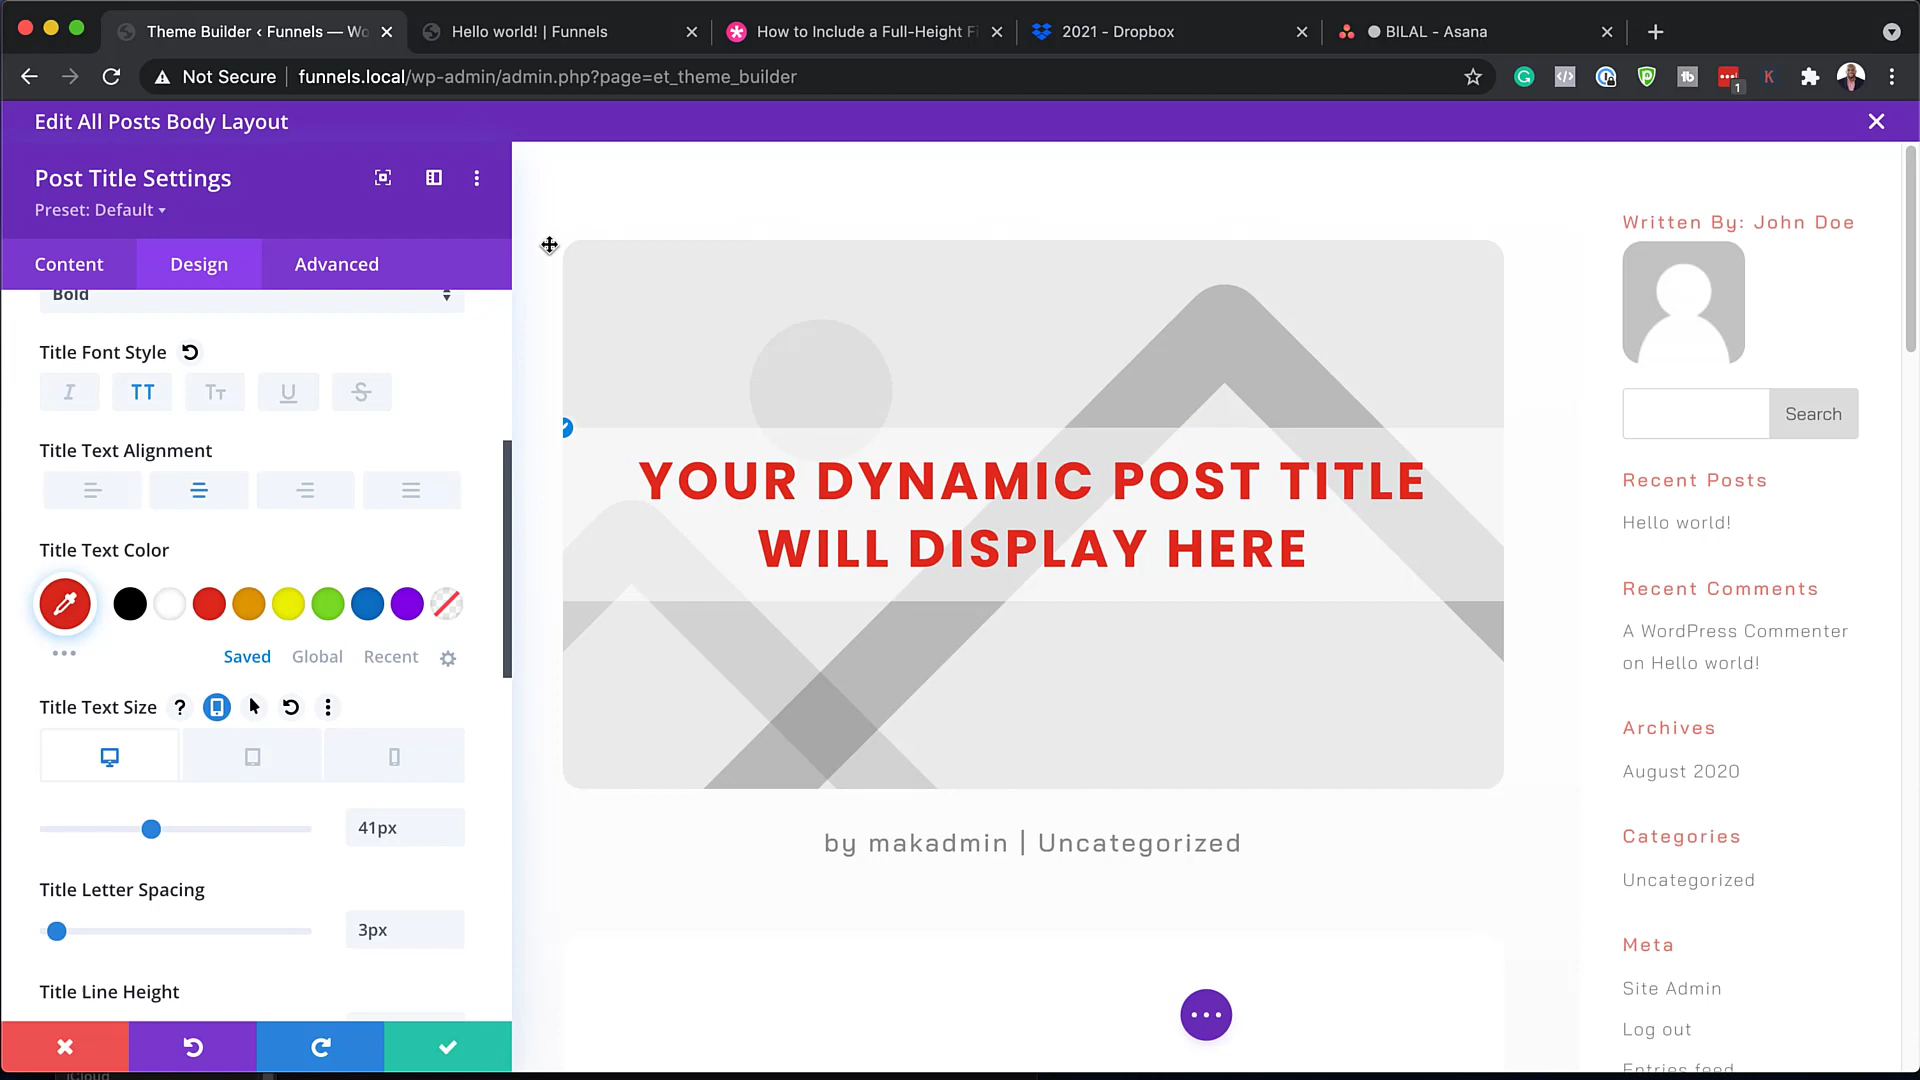 Theme Builder ‹ Funnels — Wo
Hello world! | Funnels
How to Include a Full-Height F
2021 - Dropbox
BILAL - Asana
Not Secure
funnels.local/wp-admin/admin.php?page=et_theme_builder
1
Edit All Posts Body Layout
Post Title Settings
Preset: Default
Content
Design
Advanced
Bold
Title Font Style
Title Text Alignment
Title Text Color
Saved
Global
Recent
Title Text Size
41px
Title Letter Spacing
3px
Title Line Height
YOUR DYNAMIC POST TITLE
WILL DISPLAY HERE
by makadmin | Uncategorized
Written By: John Doe
Search
Recent Posts
Hello world!
Recent Comments
A WordPress Commenter
on Hello world!
Archives
August 2020
Categories
Uncategorized
Meta
Site Admin
Log out
Entries feed
iCloud